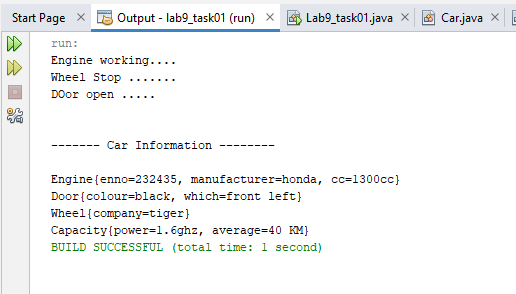 Start Page
Output - lab9_task01 (run)
Lab9_task01.java
Car.java
run:
Engine working....
Wheel Stop .......
DOor open .....
------- Car Information --------
Engine{enno=232435, manufacturer=honda, cc=1300cc}
Door{colour=black, which=front left}
Wheel{company=tiger}
Capacity{power=1.6ghz, average=40 KM}
BUILD SUCCESSFUL (total time: 1 second)